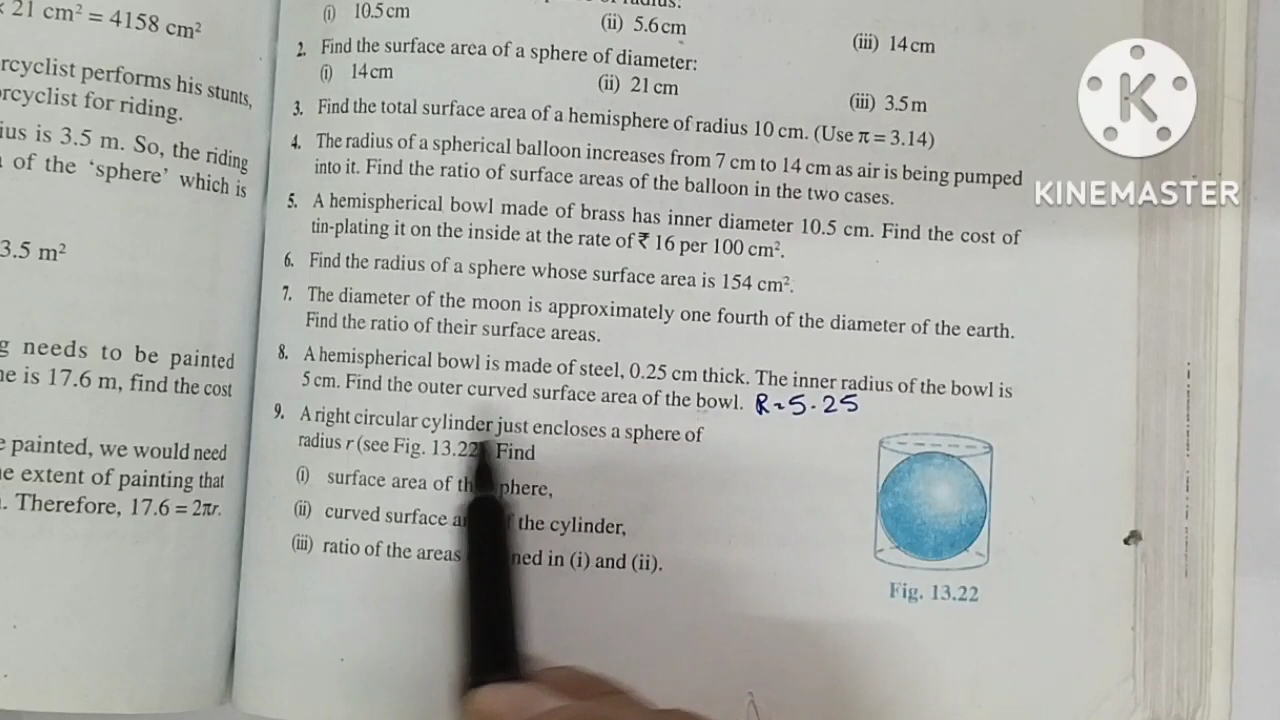 × 21 cm² = 4158 cm²
rcyclist performs his stunts,
orcyclist for riding.
ius is 3.5 m. So, the riding
of the ‘sphere’ which is
3.5 m²
g needs to be painted
ne is 17.6 m, find the cost
e painted, we would need
e extent of painting that
. Therefore, 17.6 = 2πr.
radius:
(i) 10.5 cm (ii) 5.6 cm (iii) 14 cm
2. Find the surface area of a sphere of diameter:
(i) 14 cm (ii) 21 cm (iii) 3.5 m
3. Find the total surface area of a hemisphere of radius 10 cm. (Use π = 3.14)
4. The radius of a spherical balloon increases from 7 cm to 14 cm as air is being pumped
into it. Find the ratio of surface areas of the balloon in the two cases.
5. A hemispherical bowl made of brass has inner diameter 10.5 cm. Find the cost of
tin-plating it on the inside at the rate of ₹ 16 per 100 cm².
6. Find the radius of a sphere whose surface area is 154 cm².
7. The diameter of the moon is approximately one fourth of the diameter of the earth.
Find the ratio of their surface areas.
8. A hemispherical bowl is made of steel, 0.25 cm thick. The inner radius of the bowl is
5 cm. Find the outer curved surface area of the bowl. R=5.25
9. A right circular cylinder just encloses a sphere of
radius r (see Fig. 13.22). Find
(i) surface area of th phere,
(ii) curved surface a f the cylinder,
(iii) ratio of the areas ned in (i) and (ii).
Fig. 13.22
K
KINEMASTER